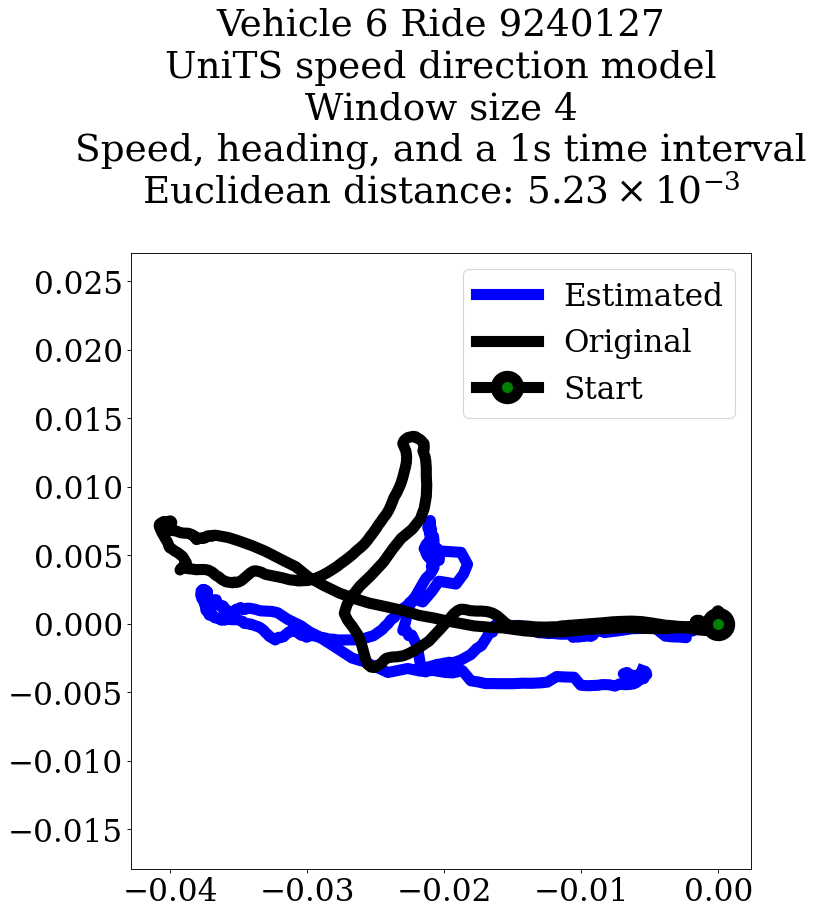 Vehicle 6 Ride 9240127
UniTS speed direction model
Window size 4
Speed, heading, and a 1s time interval
Euclidean distance: 5.23 × 10⁻³
Estimated
Original
Start
0.025
0.020
0.015
0.010
0.005
0.000
−0.005
−0.010
−0.015
−0.04 −0.03 −0.02 −0.01 0.00